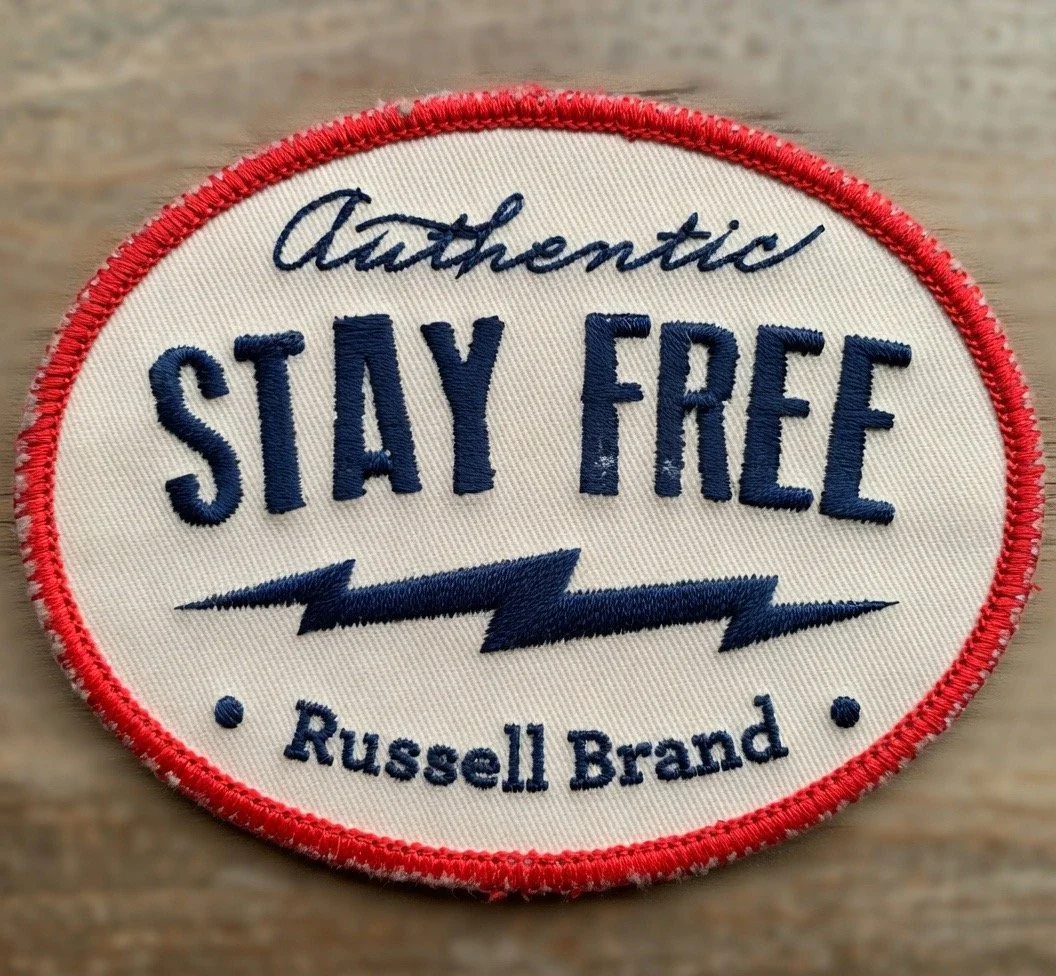 Authentic
STAY FREE
• Russell Brand •